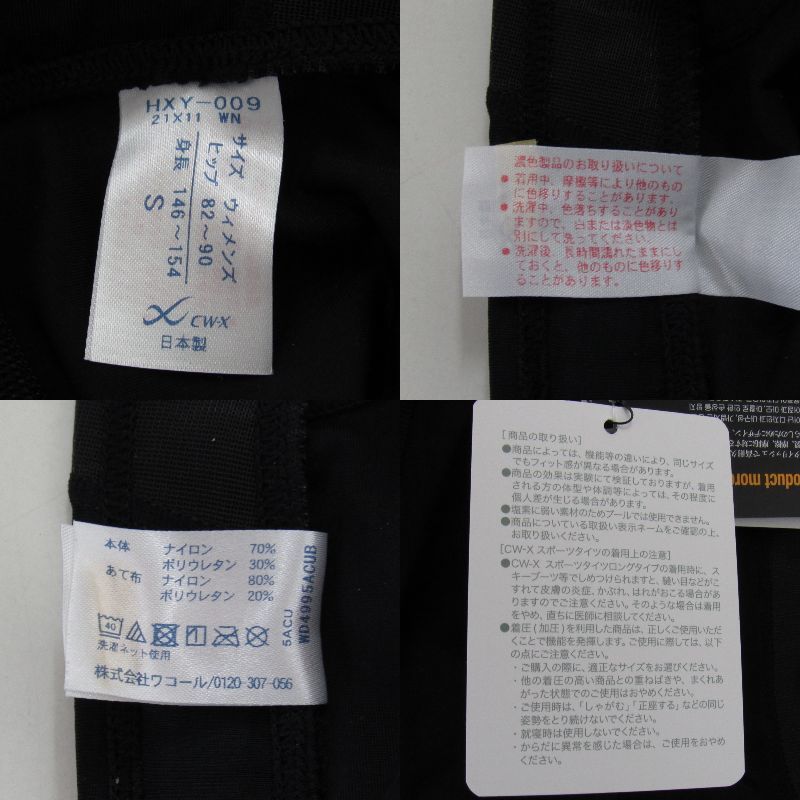 HXY-009
21X11 WN
サイズ ウィメンズ
ヒップ 82～90
身長 146～154
S
CW-X
日本製
濃色製品のお取り扱いについて
●着用中、摩擦等により他のもの
に色移りすることがあります。
●洗濯中、色落ちすることがあり
ますので、白または淡色物とは
別にして洗ってください。
●洗濯後、長時間濡れたままにし
ておくと、他のものに色移りす
ることがあります。
本体 ナイロン 70%
ポリウレタン 30%
あて布 ナイロン 80%
ポリウレタン 20%
40
洗濯ネット使用
株式会社ワコール/0120-307-056
5ACU
WD4995ACUB
[商品の取り扱い]
●商品によっては、機能等の違いにより、同じサイズ
でもフィット感が異なる場合があります。
●商品の効果は実験にて検証しておりますが、着用
される方の体型や体調等によっては、その程度に
個人差が生じる場合があります。
●塩素に弱い素材のためプールでは使用できません。
●商品についている取扱い表示ネームをご確認の上、
お取り扱いください。
[CW-X スポーツタイツの着用上の注意]
●CW-X スポーツタイツロングタイプの着用時に、ス
キーブーツ等でしめつけられますと、縫い目などがこ
すれて皮膚の炎症、かぶれ、はれがおこる場合があり
ますのでご注意ください。そのような場合は着用
をやめ、直ちに医師に相談してください。
●着圧(加圧)を利用した商品は、正しくご使用いただ
くことで機能を発揮します。ご使用に際しては、以下
の点にご注意ください。
・ご購入の際に、適正なサイズをお選びください。
・他の着圧の高い商品との重ねばきや、まくれあ
がった状態でのご使用はおやめください。
・ご使用時は、「しゃがむ」「正座する」などの同じ
姿勢をとり続けないでください。
・就寝時は使用しないでください。
・からだに異常を感じた場合は、ご使用をおやめ
ください。
roduct more